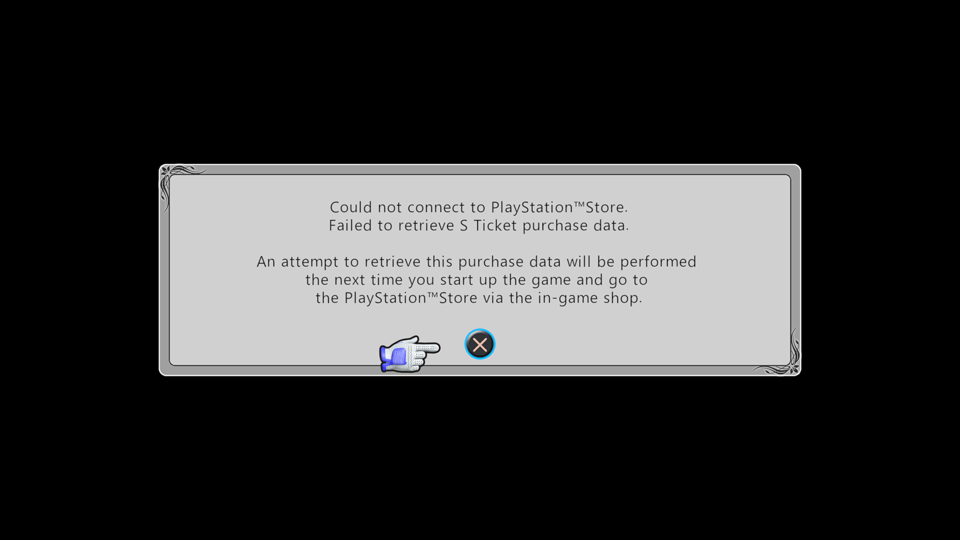 Could not connect to PlayStation™Store.
Failed to retrieve S Ticket purchase data.
An attempt to retrieve this purchase data will be performed
the next time you start up the game and go to
the PlayStation™Store via the in-game shop.